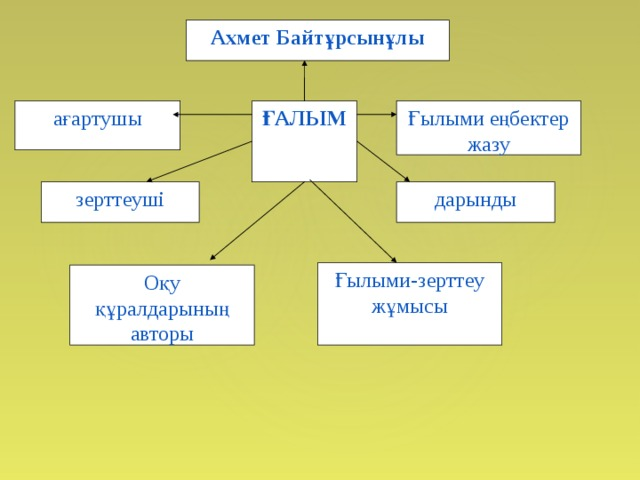 Ахмет Байтұрсынұлы
ағартушы
ҒАЛЫМ
Ғылыми еңбектер
жазу
зерттеуші
дарынды
Оқу
құралдарының
авторы
Ғылыми-зерттеу
жұмысы